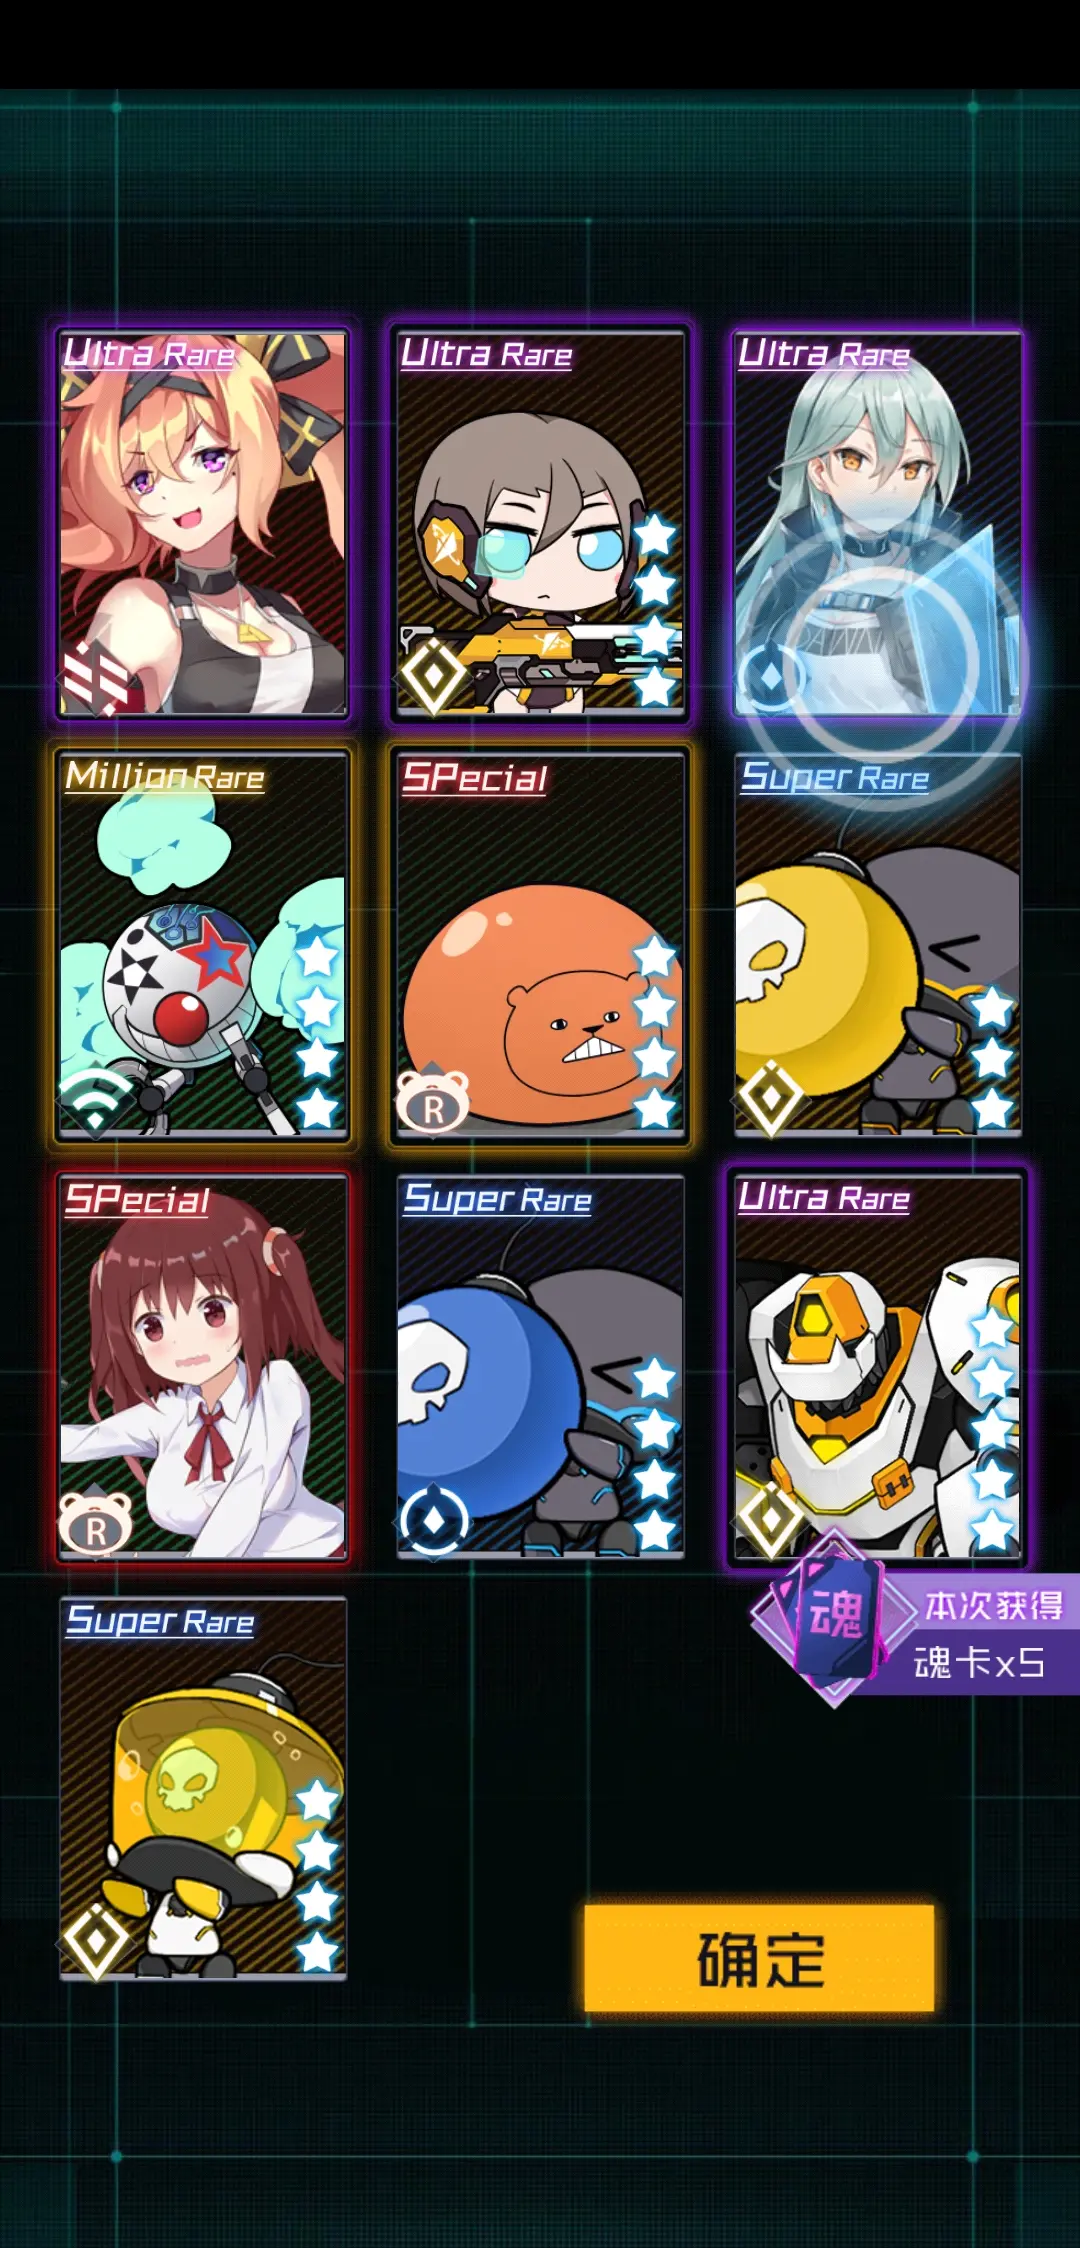 Ultra Rare
Ultra Rare
Ultra Rare
DAWN
Million Rare
SPecial
Super Rare
R
SPecial
Super Rare
Ultra Rare
R
魂
本次获得
魂卡x5
Super Rare
确定